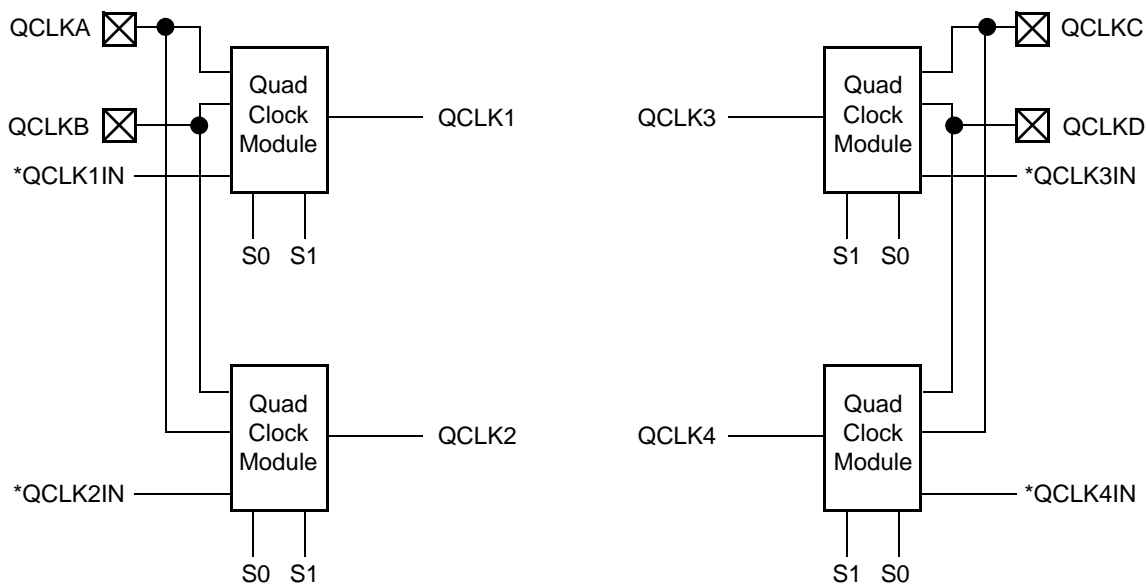 QCLKA
QCLKB
*QCLK1IN
Quad
Clock
Module
QCLK1
S0 S1
QCLK3
Quad
Clock
Module
QCLKC
QCLKD
*QCLK3IN
S1 S0
*QCLK2IN
Quad
Clock
Module
QCLK2
S0 S1
QCLK4
Quad
Clock
Module
*QCLK4IN
S1 S0